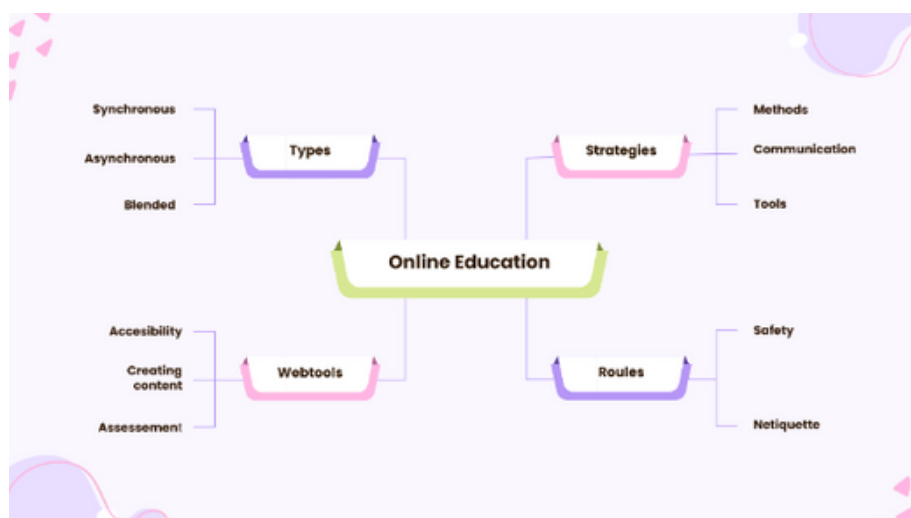 Synchronous
Asynchronous
Blended
Types
Strategies
Methods
Communication
Tools
Online Education
Accesibility
Creating
content
Assessement
Webtools
Roules
Safety
Netiquette